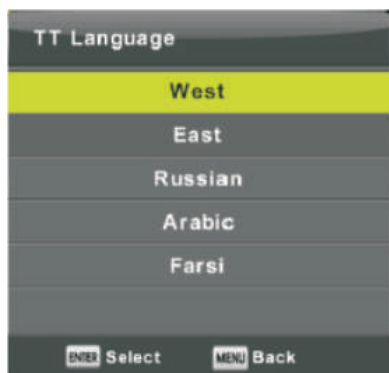 TT Language
West
East
Russian
Arabic
Farsi
ENTER Select MENU Back